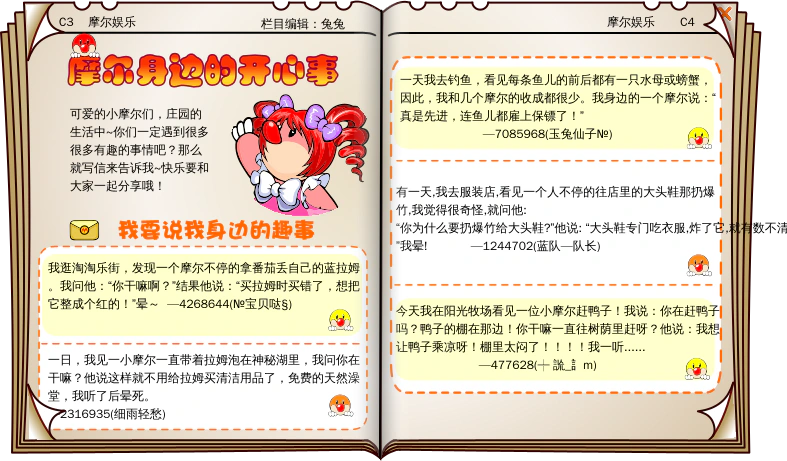 C3 摩尔娱乐 栏目编辑：兔兔
摩尔身边的开心事
可爱的小摩尔们，庄园的
生活中~你们一定遇到很多
很多有趣的事情吧？那么
就写信来告诉我~快乐要和
大家一起分享哦！
我要说我身边的趣事
我逛淘淘乐街，发现一个摩尔不停的拿番茄丢自己的蓝拉姆
。我问他：“你干嘛啊？”结果他说：“买拉姆时买错了，想把
它整成个红的！”晕～ —4268644(№宝贝哒§)
一日，我见一小摩尔一直带着拉姆泡在神秘湖里，我问你在
干嘛？他说这样就不用给拉姆买清洁用品了，免费的天然澡
堂，我听了后晕死。
2316935(细雨轻愁)
摩尔娱乐 C4
一天我去钓鱼，看见每条鱼儿的前后都有一只水母或螃蟹，
因此，我和几个摩尔的收成都很少。我身边的一个摩尔说：“
真是先进，连鱼儿都雇上保镖了！”
—7085968(玉兔仙子№)
有一天,我去服装店,看见一个人不停的往店里的大头鞋那扔爆
竹,我觉得很奇怪,就问他:
“你为什么要扔爆竹给大头鞋?”他说: “大头鞋专门吃衣服,炸了它,就有数不清
“我晕! —1244702(蓝队—队长)
今天我在阳光牧场看见一位小摩尔赶鸭子！我说：你在赶鸭子
吗？鸭子的棚在那边！你干嘛一直往树荫里赶呀？他说：我想
让鸭子乘凉呀！棚里太闷了！！！！我一听......
—477628(